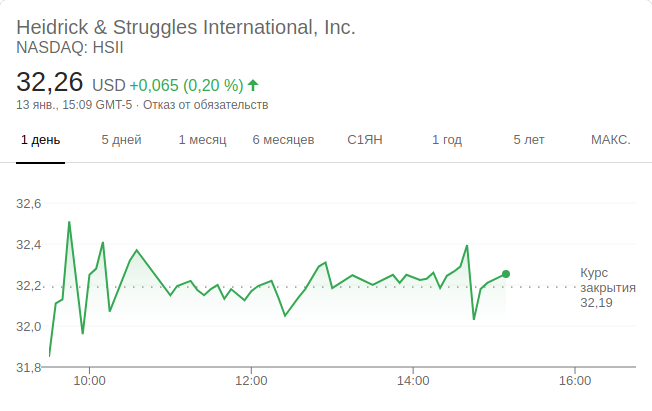 Heidrick & Struggles International, Inc.
NASDAQ: HSII
32,26 USD +0,065 (0,20 %)
13 янв., 15:09 GMT-5 · Отказ от обязательств
1 день 5 дней 1 месяц 6 месяцев С1ЯН 1 год 5 лет МАКС.
32,6
32,4
32,2
32,0
31,8
Курс
закрытия
32,19
10:00 12:00 14:00 16:00